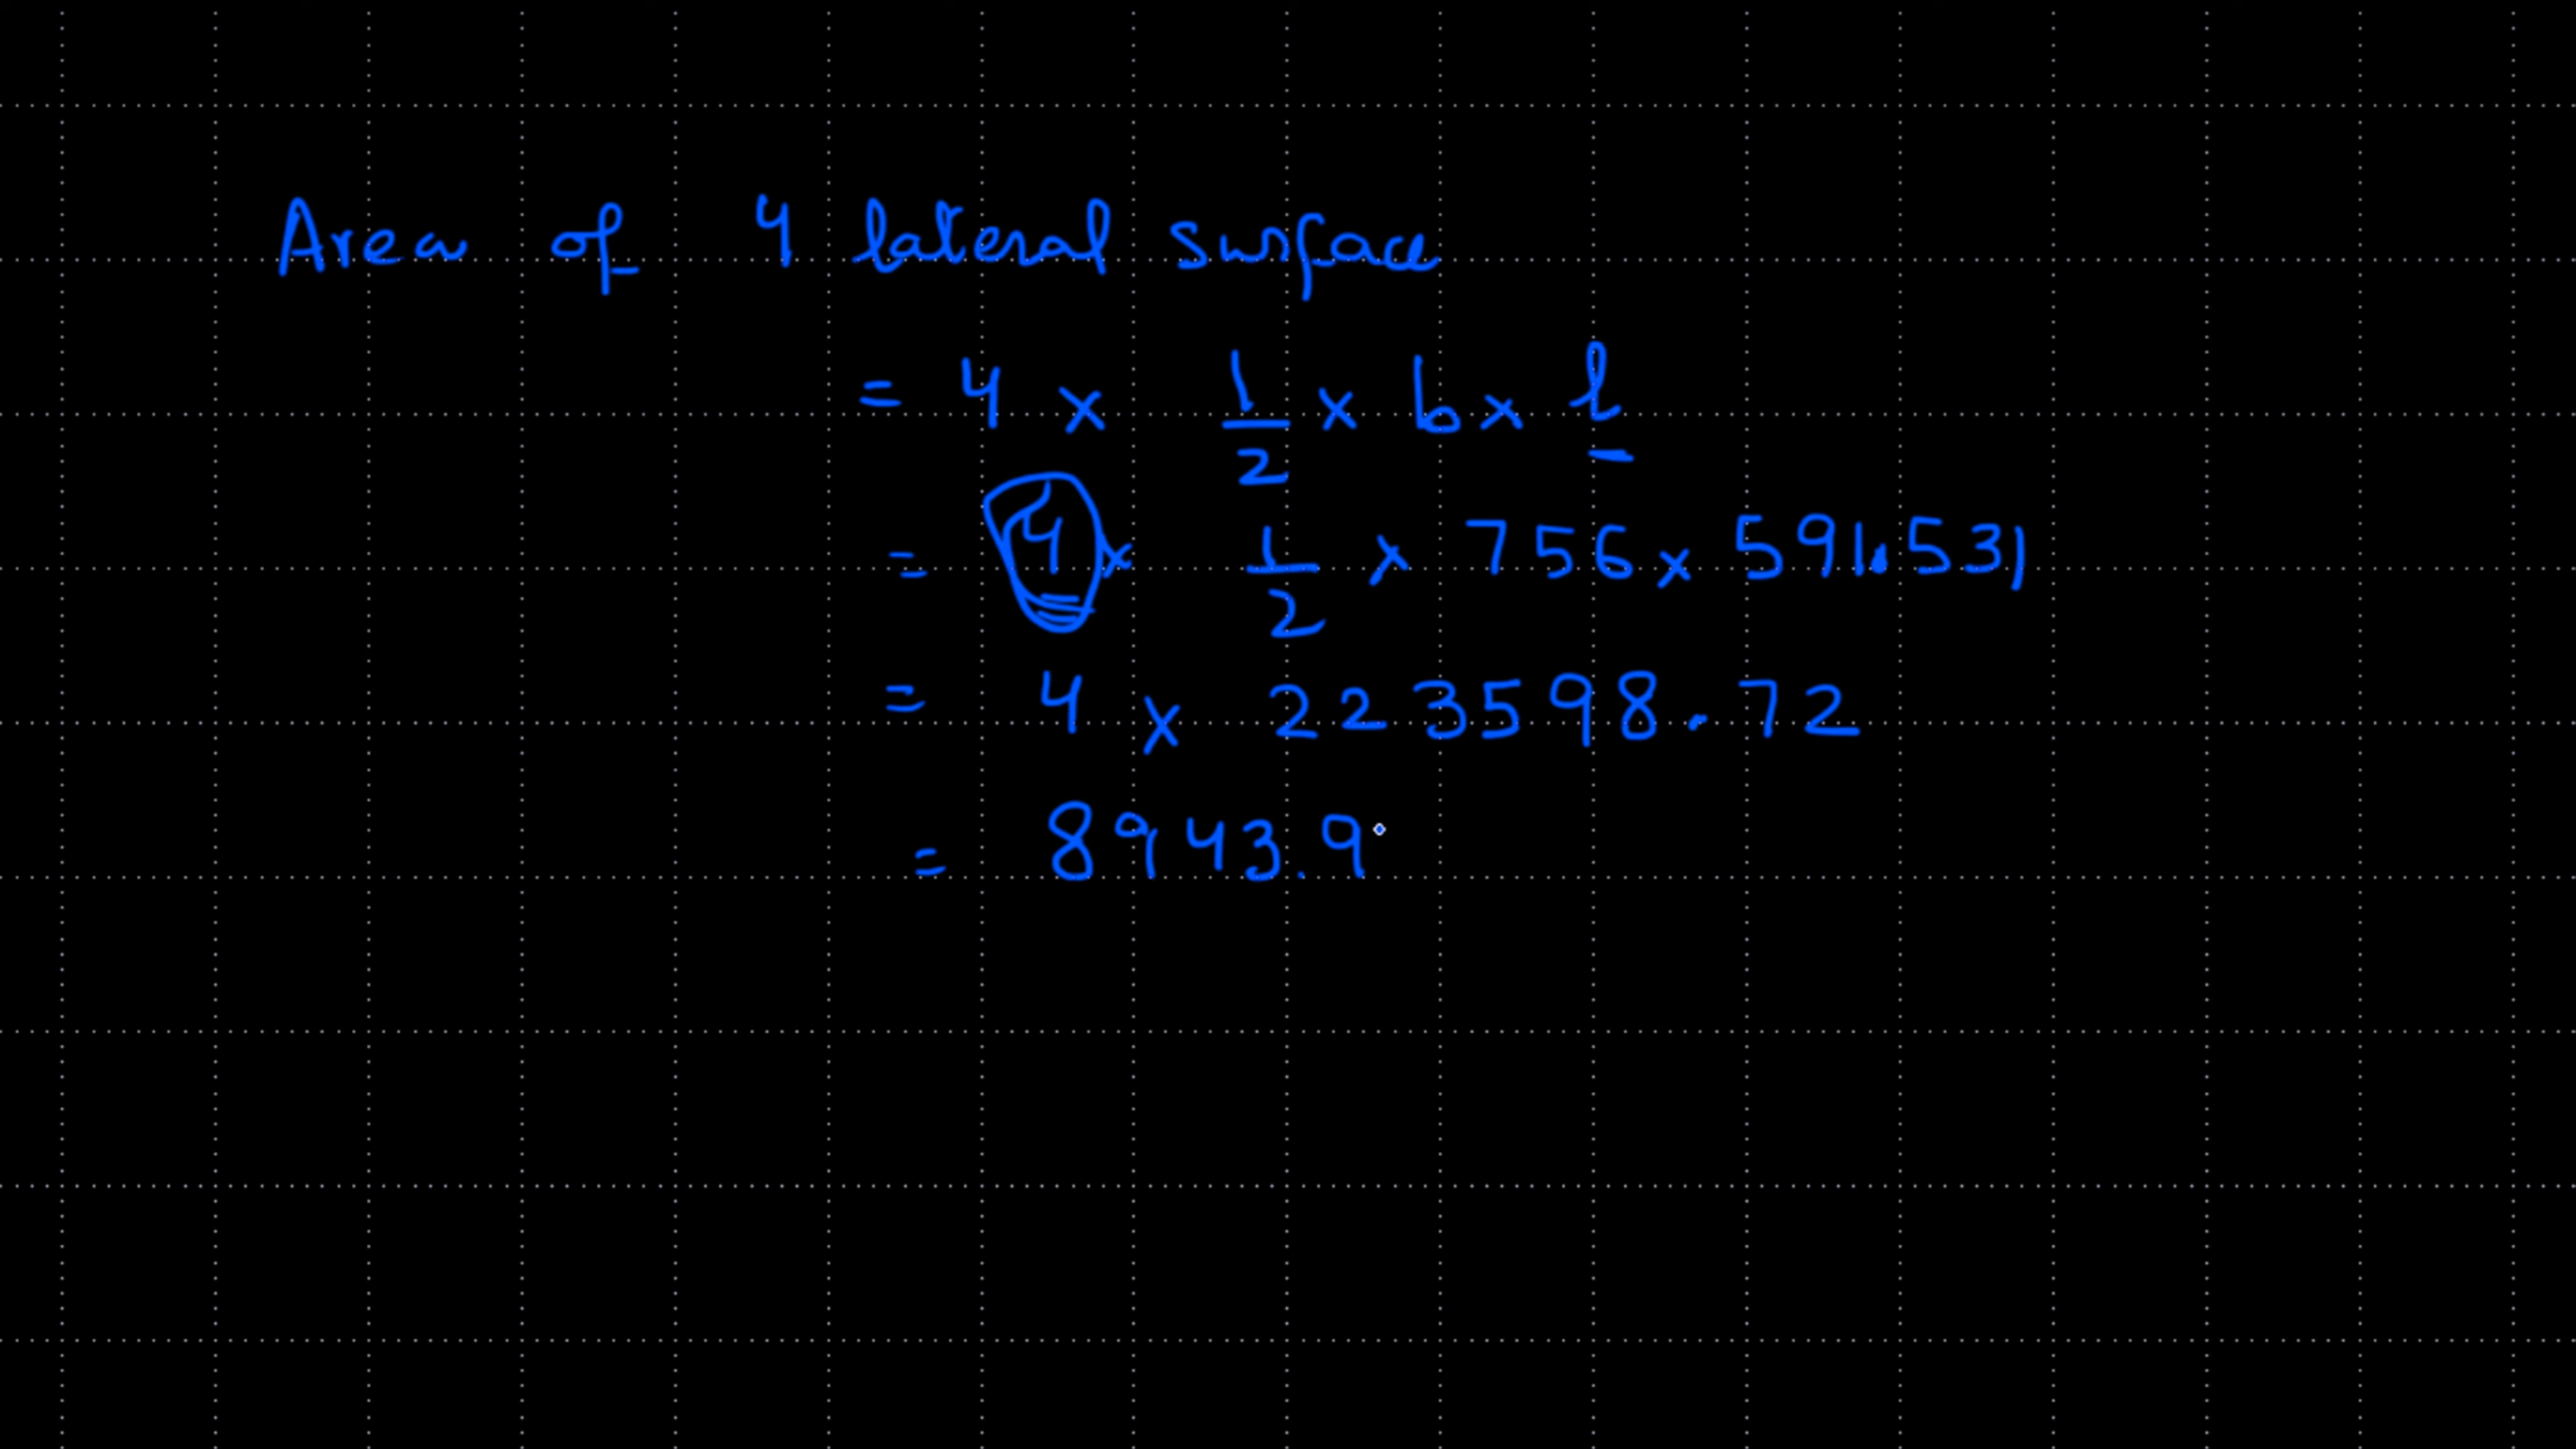 Area of 4 lateral surface
= 4 x 1/2 x b x l
= 4 x 1/2 x 756 x 591.531
= 4 x 223598.72
= 8943.9